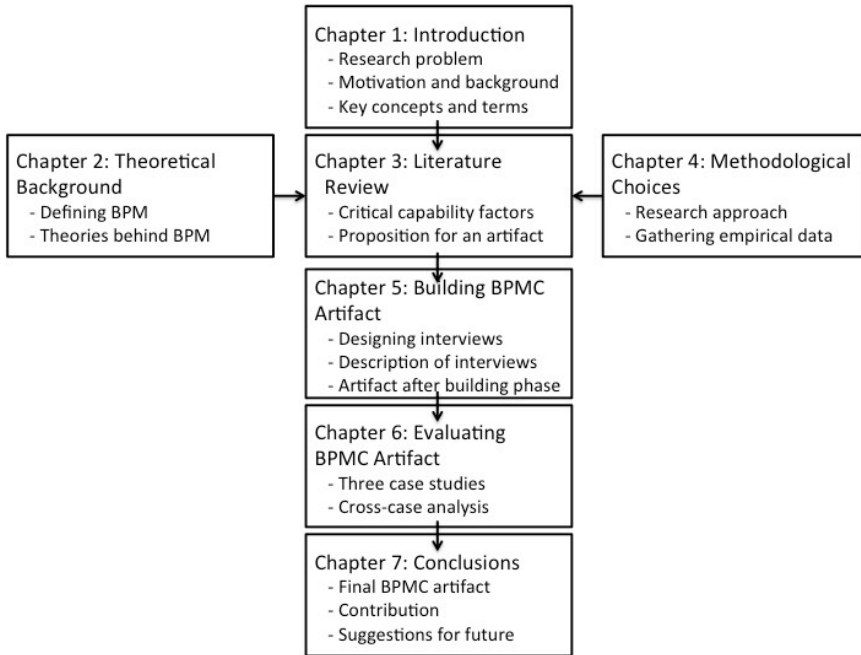 Chapter 1: Introduction
- Research problem
- Motivation and background
- Key concepts and terms
Chapter 2: Theoretical
Background
- Defining BPM
- Theories behind BPM
Chapter 3: Literature
Review
- Critical capability factors
- Proposition for an artifact
Chapter 4: Methodological
Choices
- Research approach
- Gathering empirical data
Chapter 5: Building BPMC
Artifact
- Designing interviews
- Description of interviews
- Artifact after building phase
Chapter 6: Evaluating
BPMC Artifact
- Three case studies
- Cross-case analysis
Chapter 7: Conclusions
- Final BPMC artifact
- Contribution
- Suggestions for future